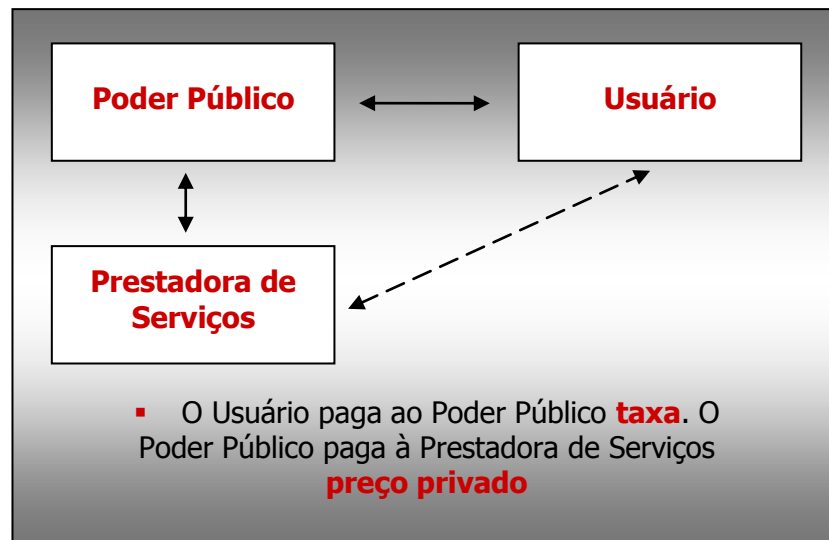 Poder Público
Usuário
Prestadora de
Serviços
▪ O Usuário paga ao Poder Público taxa. O
Poder Público paga à Prestadora de Serviços
preço privado